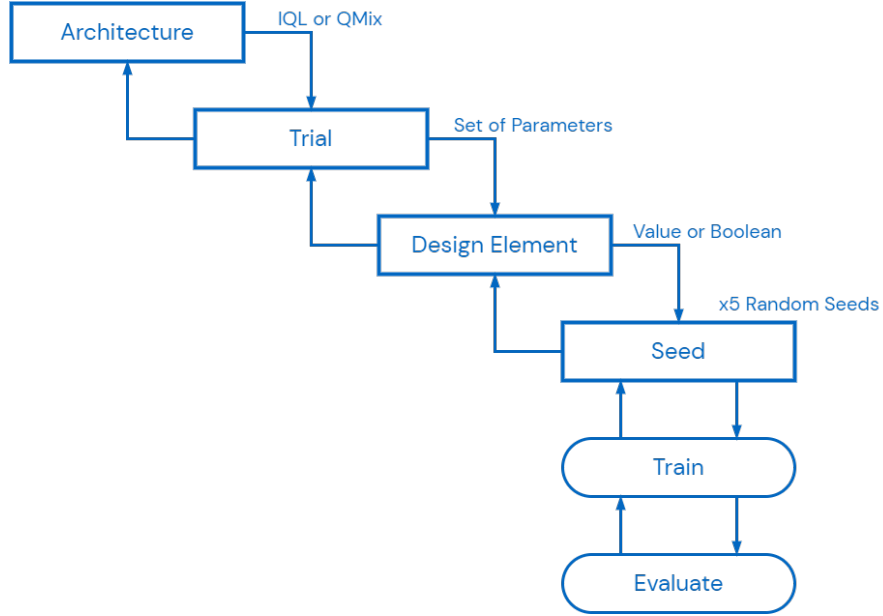 Architecture
IQL or QMix
Trial
Set of Parameters
Design Element
Value or Boolean
x5 Random Seeds
Seed
Train
Evaluate